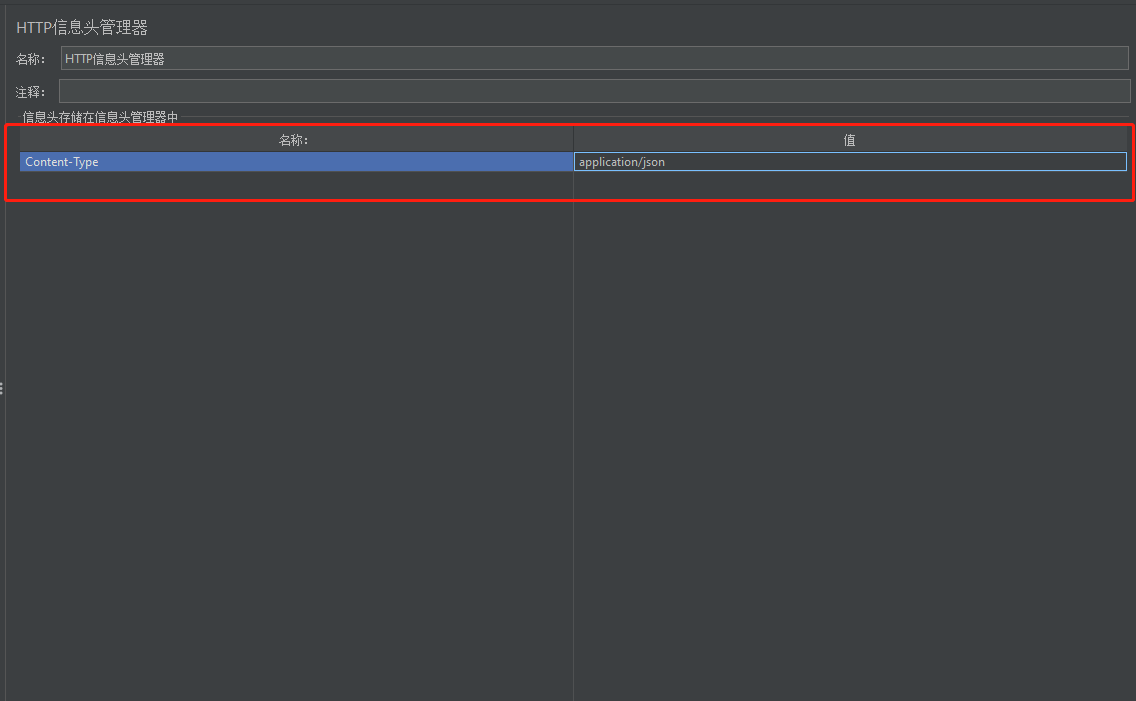 HTTP信息头管理器
名称： HTTP信息头管理器
注释：
信息头存储在信息头管理器中
名称： 值
Content-Type application/json